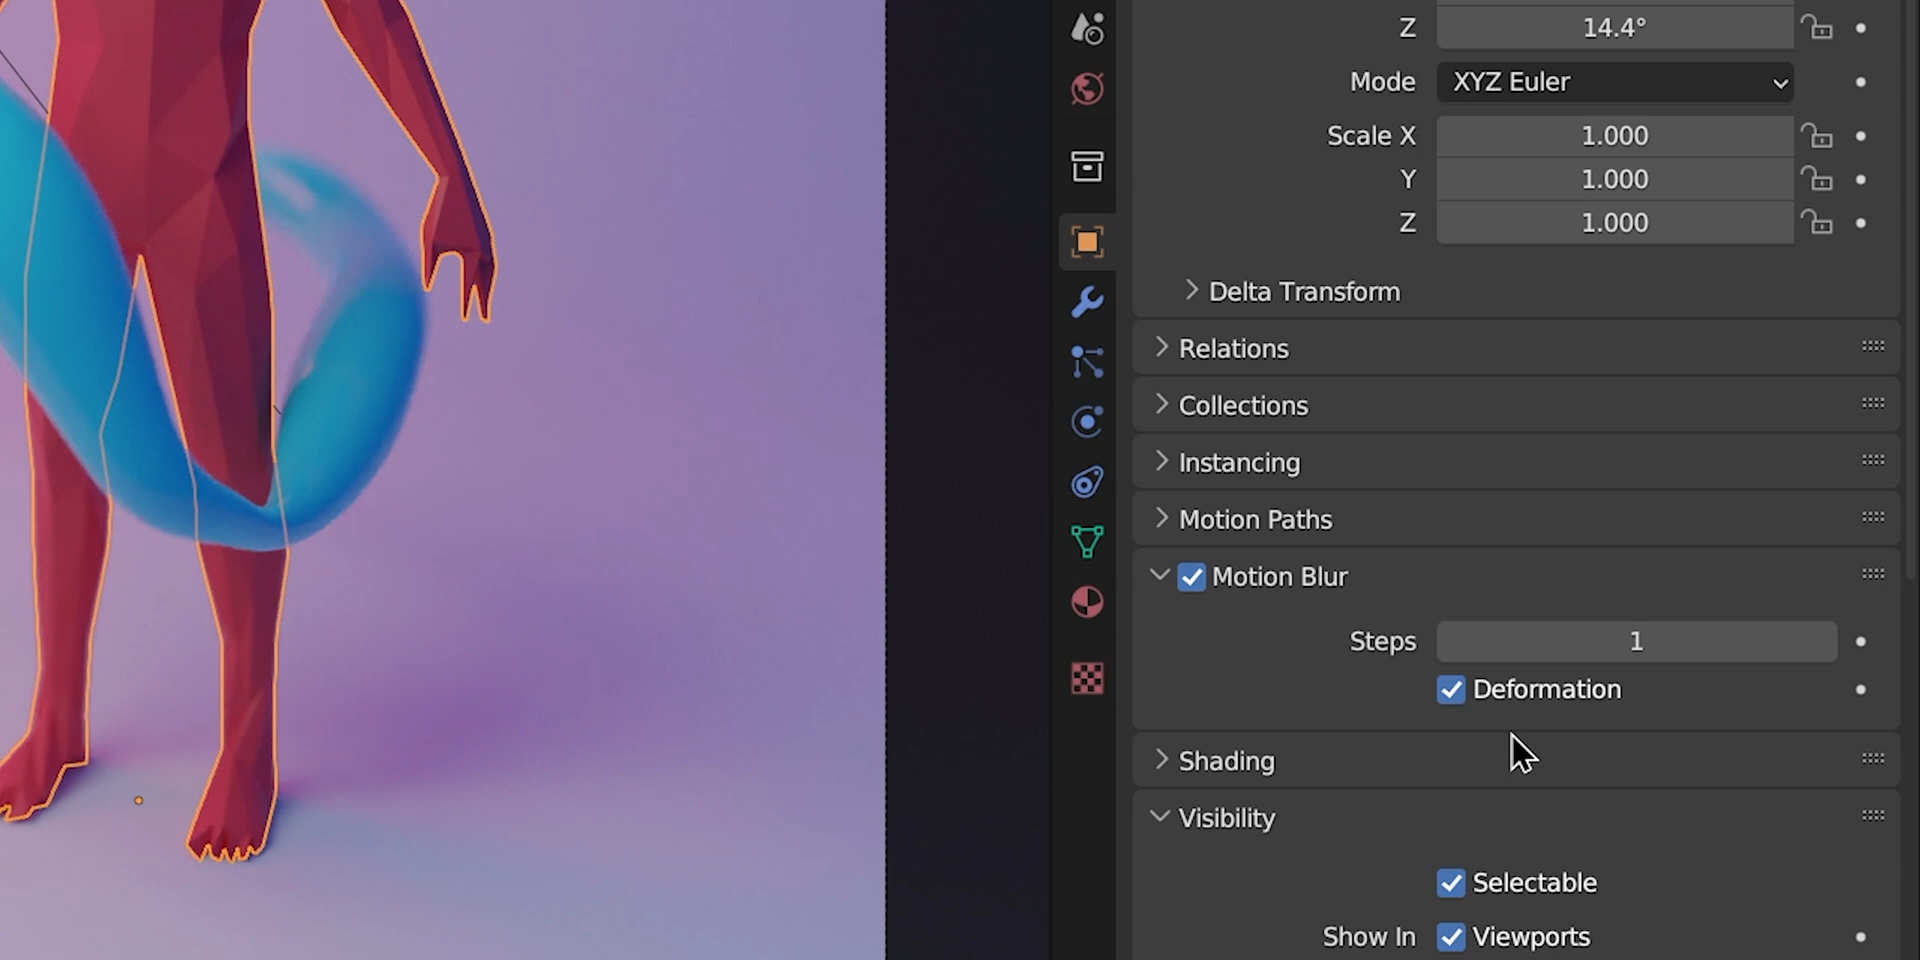 Z 14.4°
Mode XYZ Euler
Scale X 1.000
Y 1.000
Z 1.000
Delta Transform
Relations
Collections
Instancing
Motion Paths
Motion Blur
Steps 1
Deformation
Shading
Visibility
Selectable
Show In Viewports